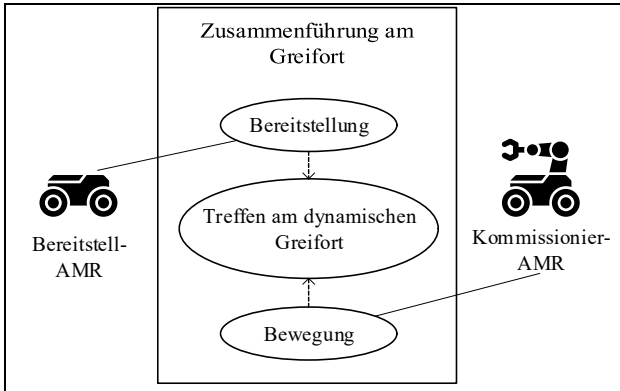 Zusammenführung am
Greifort
Bereitstellung
Treffen am dynamischen
Greifort
Bewegung
Bereitstell-
AMR
Kommissionier-
AMR